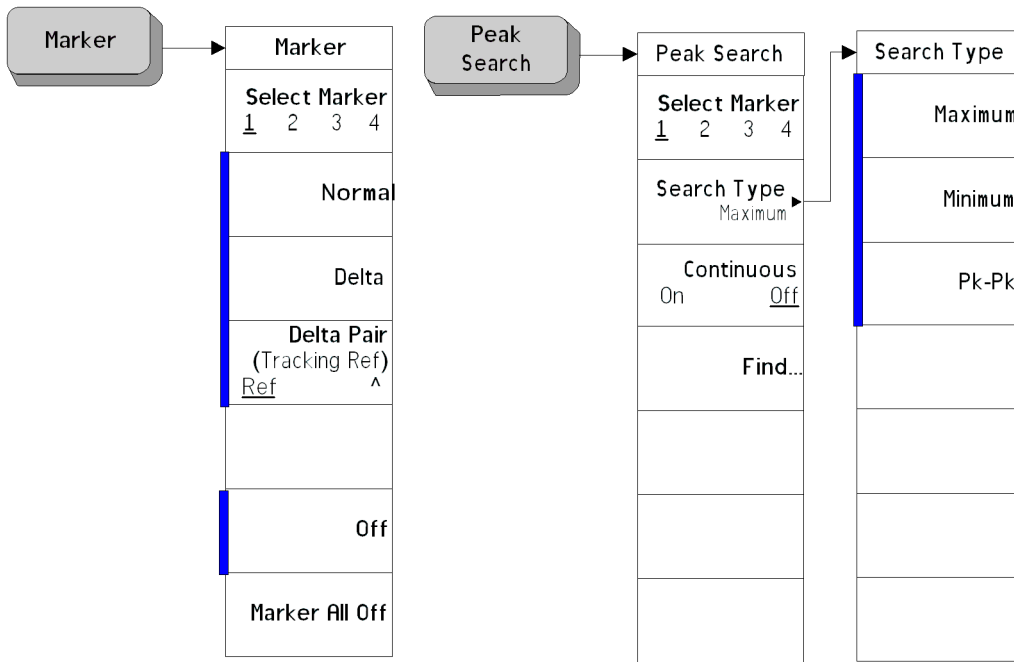 Marker
Marker
Select Marker
1 2 3 4
Normal
Delta
Delta Pair
(Tracking Ref)
Ref ^
Off
Marker All Off
Peak
Search
Peak Search
Select Marker
1 2 3 4
Search Type
Maximum
Continuous
On Off
Find...
Search Type
Maximum
Minimum
Pk-Pk